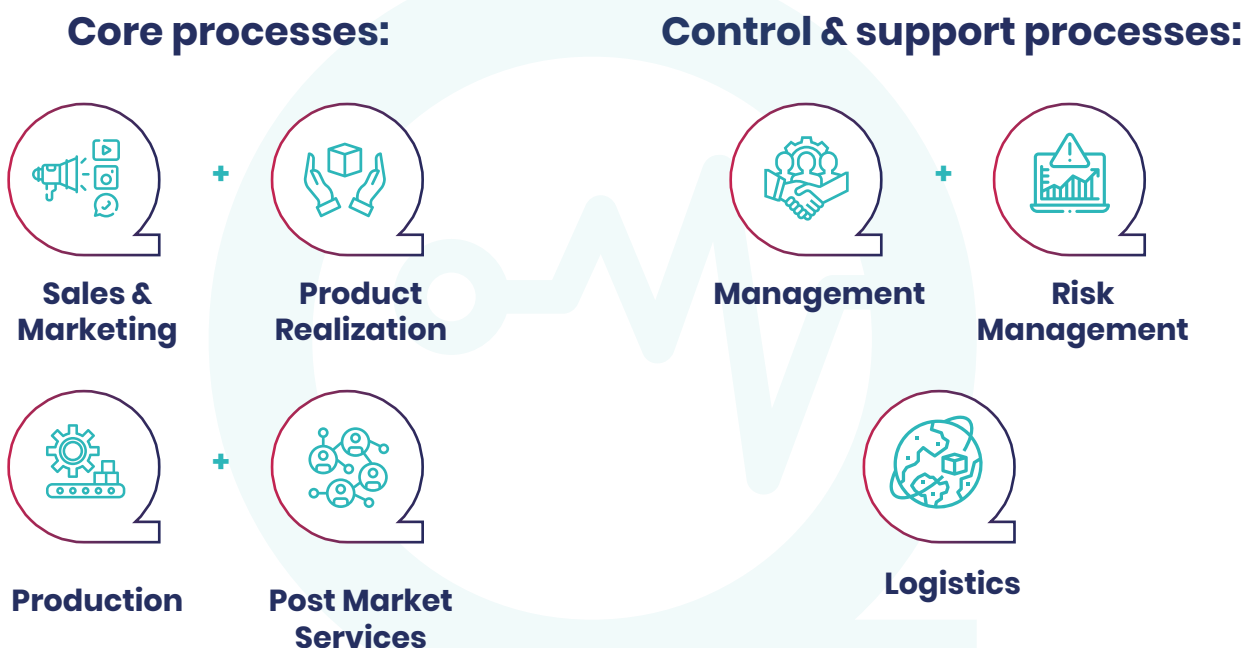 Core processes:
Control & support processes:
+
+
Sales &
Marketing
Product
Realization
Management
Risk
Management
+
Production
Post Market
Services
Logistics